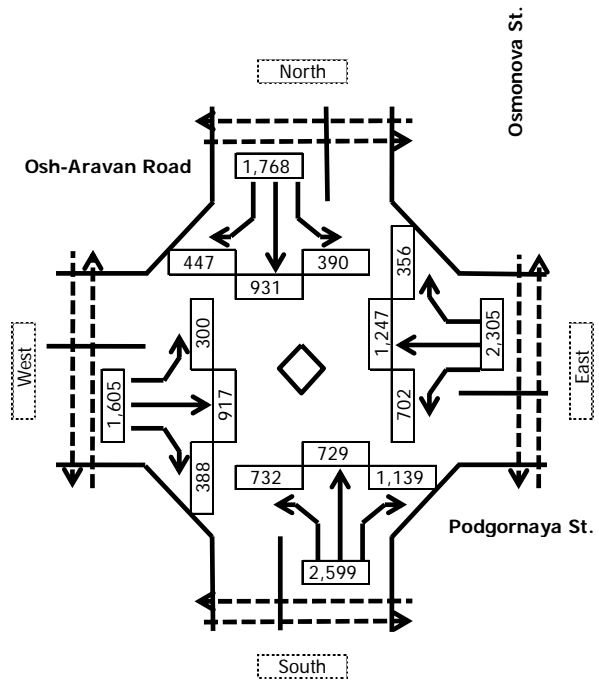 Osmonova St.
North
Osh-Aravan Road
1,768
447
390
931
356
300
1,247
2,305
West
1,605
917
702
East
388
729
732
1,139
Podgornaya St.
2,599
South